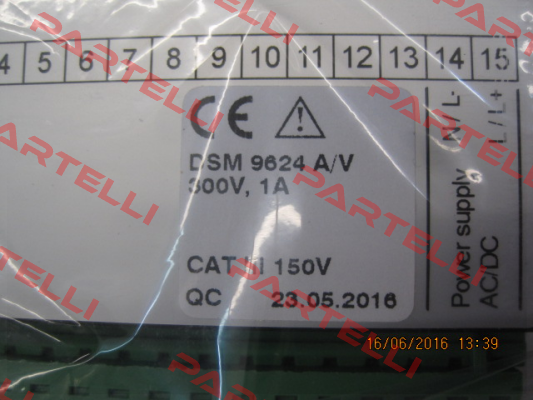 4 5 6 7 8 9 10 11 12 13 14 15
N / L-
L / L+
CE
DSM 9624 A/V
300V, 1A
Power supply
AC/DC
CAT III 150V
QC 23.05.2016
16/06/2016 13:39
PARTELLI
PARTELLI
PARTELLI
PARTELLI
PARTELLI